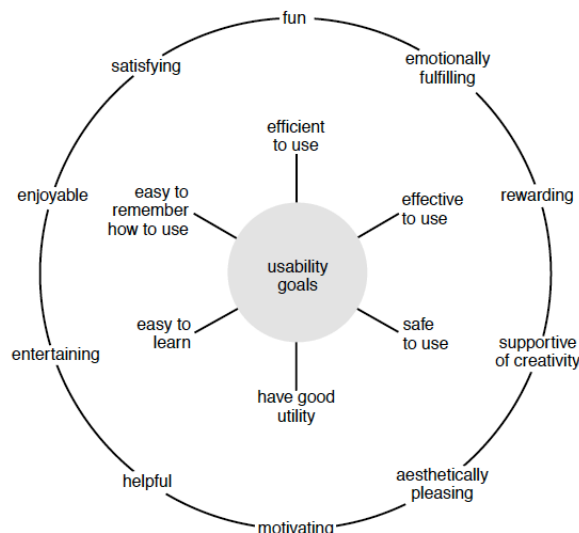 fun
emotionally
fulfilling
satisfying
efficient
to use
enjoyable
easy to
remember
how to use
effective
to use
rewarding
usability
goals
easy to
learn
safe
to use
entertaining
supportive
of creativity
have good
utility
helpful
aesthetically
pleasing
motivating